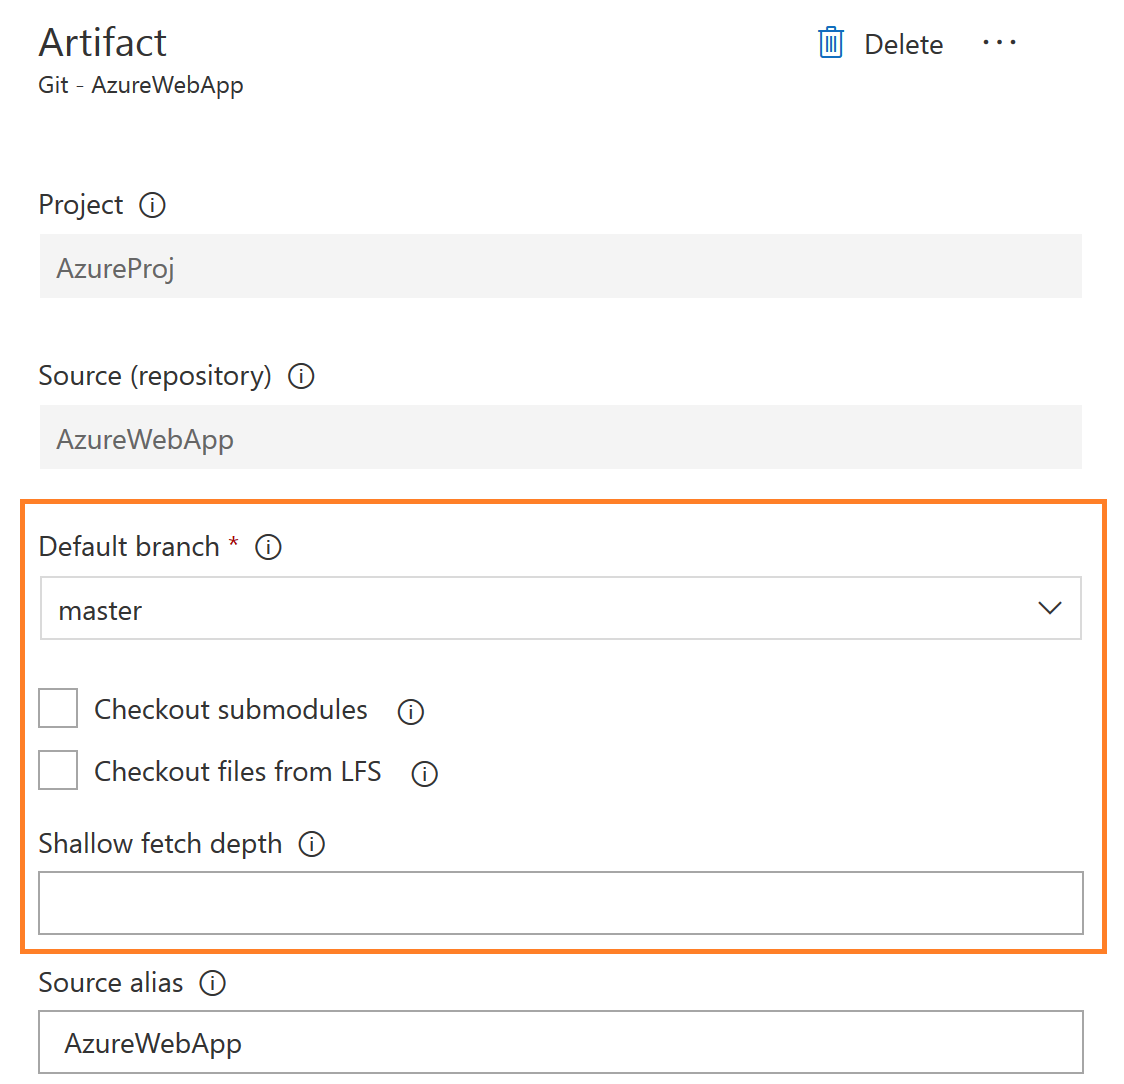 Artifact
Delete
Git - AzureWebApp
Project
AzureProj
Source (repository)
AzureWebApp
Default branch *
master
Checkout submodules
Checkout files from LFS
Shallow fetch depth
Source alias
AzureWebApp